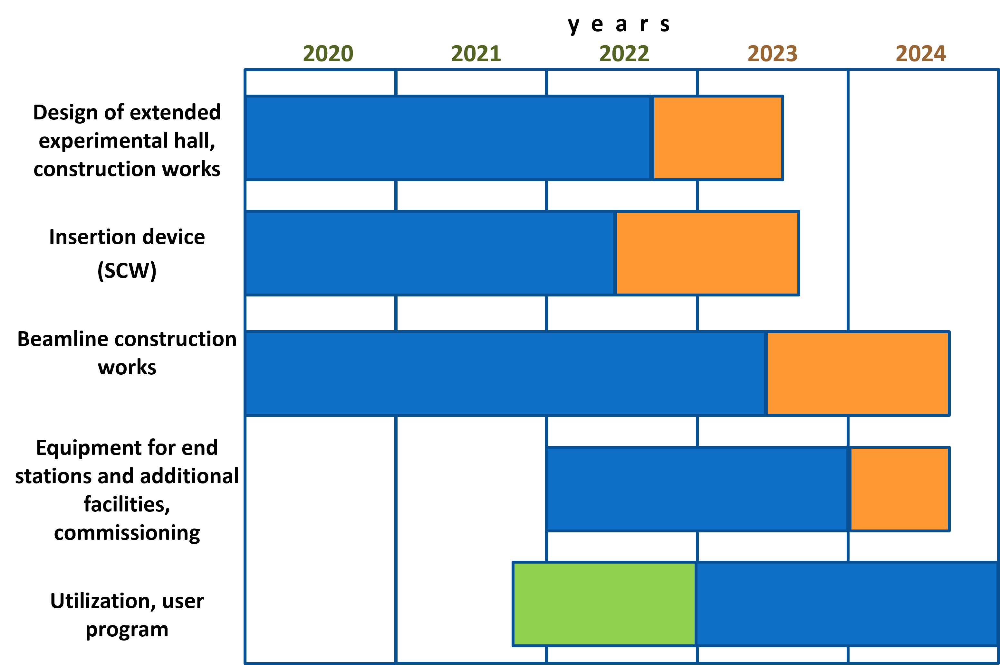 years
2020 2021 2022 2023 2024
Design of extended
experimental hall,
construction works
Insertion device
(SCW)
Beamline construction
works
Equipment for end
stations and additional
facilities,
commissioning
Utilization, user
program